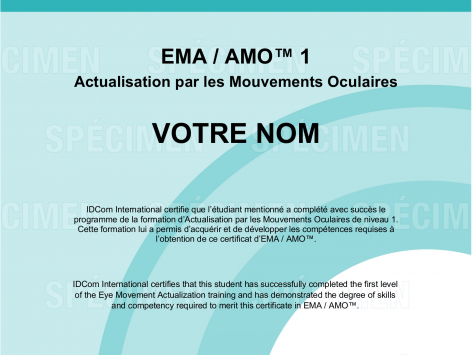 EMA / AMO™ 1
SPÉCIMEN SPÉCIMEN
Actualisation par les Mouvements Oculaires
SPÉCIMEN SPÉCIMEN
VOTRE NOM
IDCom International certifie que l'étudiant mentionné a complété avec succès le
programme de la formation d'Actualisation par les Mouvements Oculaires de niveau 1.
Cette formation lui a permis d'acquérir et de développer les compétences requises à
l'obtention de ce certificat d'EMA / AMO™.
IDCom International certifies that this student has successfully completed the first level
of the Eye Movement Actualization training and has demonstrated the degree of skills
and competency required to merit this certificate in EMA / AMO™.